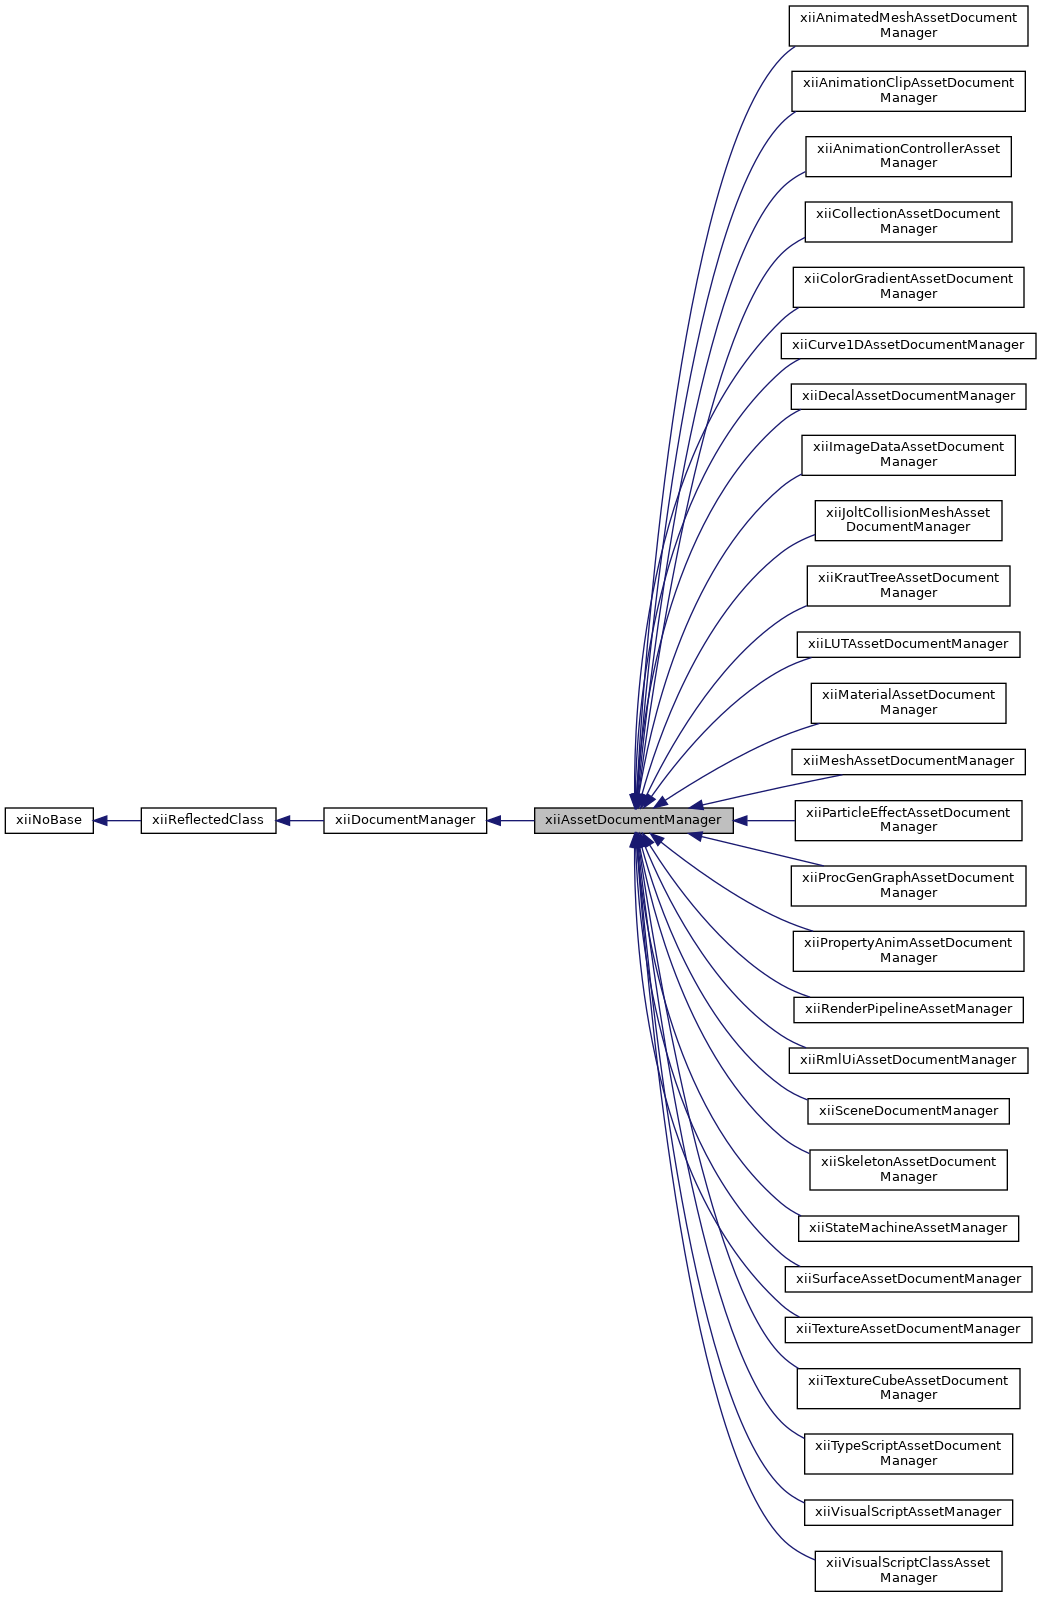 xiiAnimatedMeshAssetDocument
Manager
xiiAnimationClipAssetDocument
Manager
xiiAnimationControllerAsset
Manager
xiiCollectionAssetDocument
Manager
xiiColorGradientAssetDocument
Manager
xiiCurve1DAssetDocumentManager
xiiDecalAssetDocumentManager
xiiImageDataAssetDocument
Manager
xiiJoltCollisionMeshAsset
DocumentManager
xiiKrautTreeAssetDocument
Manager
xiiLUTAssetDocumentManager
xiiMaterialAssetDocument
Manager
xiiMeshAssetDocumentManager
xiiNoBase
xiiReflectedClass
xiiDocumentManager
xiiAssetDocumentManager
xiiParticleEffectAssetDocument
Manager
xiiProcGenGraphAssetDocument
Manager
xiiPropertyAnimAssetDocument
Manager
xiiRenderPipelineAssetManager
xiiRmlUiAssetDocumentManager
xiiSceneDocumentManager
xiiSkeletonAssetDocument
Manager
xiiStateMachineAssetManager
xiiSurfaceAssetDocumentManager
xiiTextureAssetDocumentManager
xiiTextureCubeAssetDocument
Manager
xiiTypeScriptAssetDocument
Manager
xiiVisualScriptAssetManager
xiiVisualScriptClassAsset
Manager